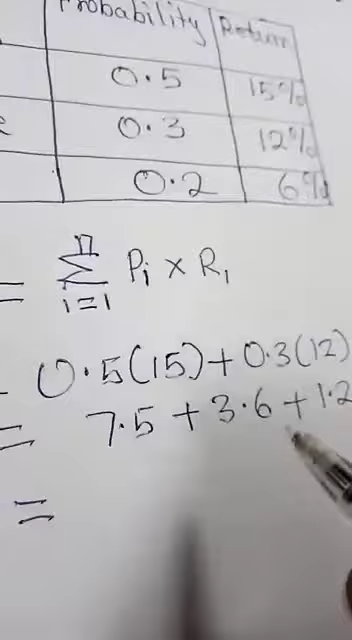 Probability Return
0.5 15%
e 0.3 12%
0.2 6%
= n
Σ Pi x R1
i=1
= 0.5(15)+0.3(12)
= 7.5+3.6+1.2
=